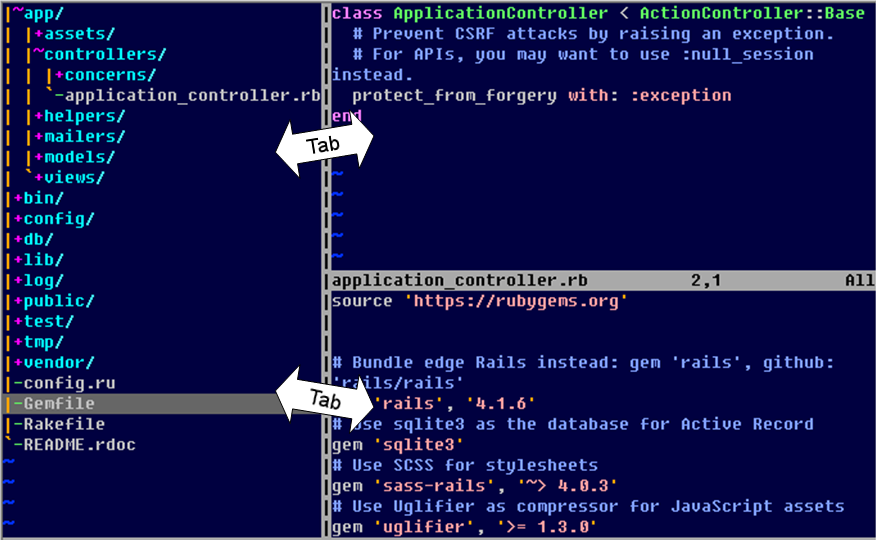 |~app/
| |+assets/
| |~controllers/
| | |+concerns/
| | `-application_controller.rb
| |+helpers/
| |+mailers/
| |+models/
| `+views/
|+bin/
|+config/
|+db/
|+lib/
|+log/
|+public/
|+test/
|+tmp/
|+vendor/
|-config.ru
|-Gemfile
|-Rakefile
`-README.rdoc
~
~
~
~
class ApplicationController < ActionController::Base
# Prevent CSRF attacks by raising an exception.
# For APIs, you may want to use :null_session
instead.
protect_from_forgery with: :exception
end
Tab
~
~
~
~
~
application_controller.rb 2,1 All
source 'https://rubygems.org'
# Bundle edge Rails instead: gem 'rails', github:
'rails/rails'
Tab
'rails', '4.1.6'
# Use sqlite3 as the database for Active Record
gem 'sqlite3'
# Use SCSS for stylesheets
gem 'sass-rails', '~> 4.0.3'
# Use Uglifier as compressor for JavaScript assets
gem 'uglifier', '>= 1.3.0'